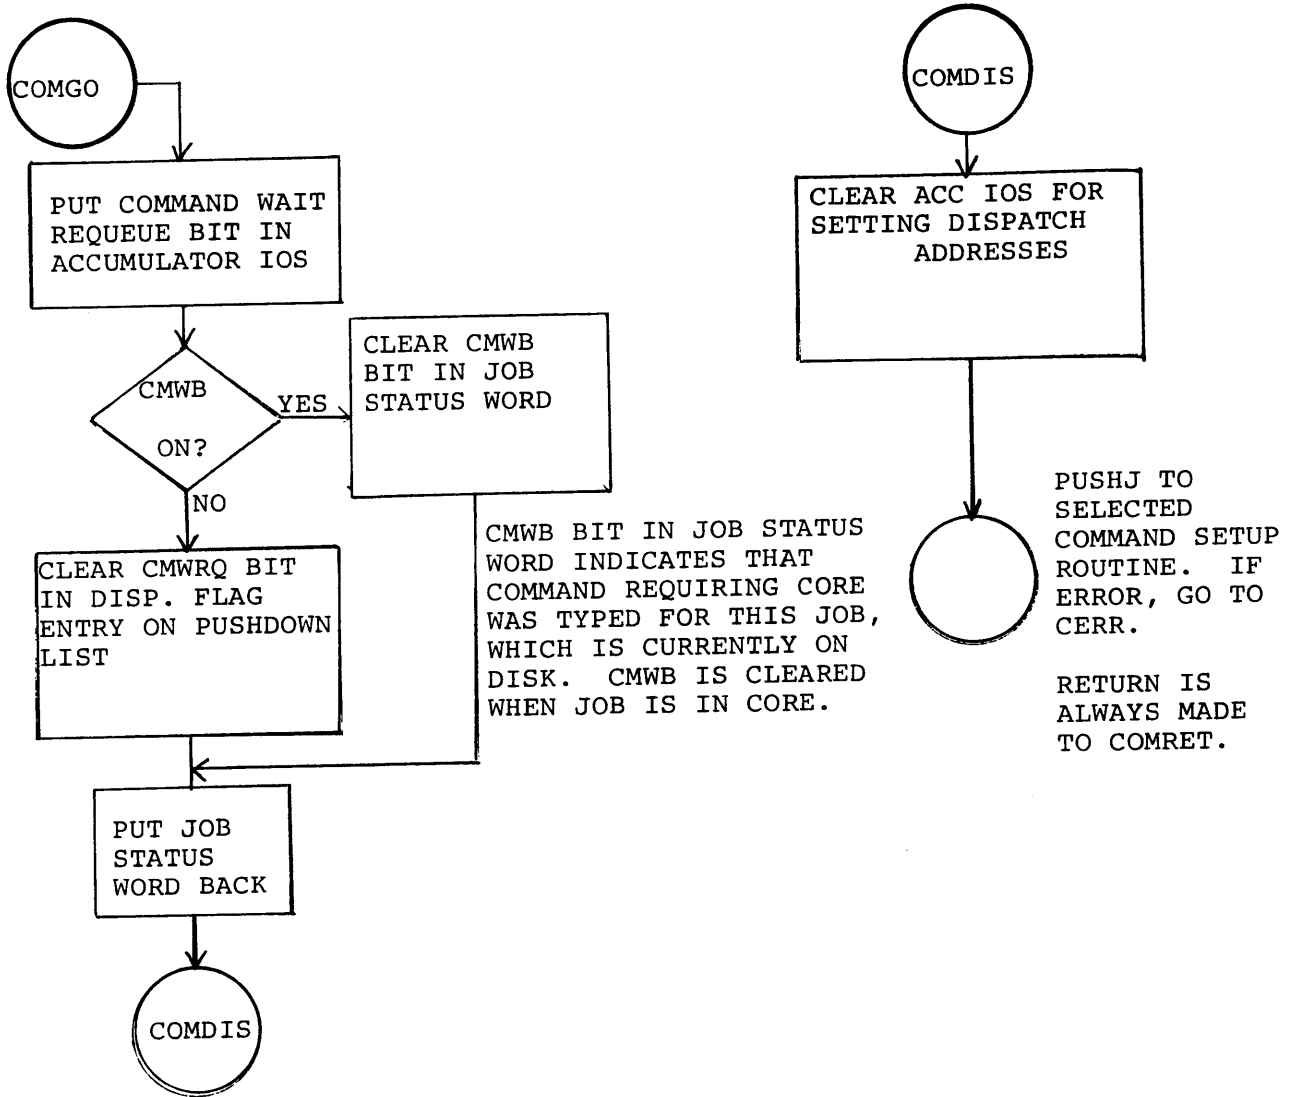 COMGO
PUT COMMAND WAIT
REQUEUE BIT IN
ACCUMULATOR IOS
CMWB
ON?
YES
NO
CLEAR CMWB
BIT IN JOB
STATUS WORD
CLEAR CMWRQ BIT
IN DISP. FLAG
ENTRY ON PUSHDOWN
LIST
CMWB BIT IN JOB STATUS
WORD INDICATES THAT
COMMAND REQUIRING CORE
WAS TYPED FOR THIS JOB,
WHICH IS CURRENTLY ON
DISK.  CMWB IS CLEARED
WHEN JOB IS IN CORE.
PUT JOB
STATUS
WORD BACK
COMDIS
COMDIS
CLEAR ACC IOS FOR
SETTING DISPATCH
ADDRESSES
PUSHJ TO
SELECTED
COMMAND SETUP
ROUTINE.  IF
ERROR, GO TO
CERR.
RETURN IS
ALWAYS MADE
TO COMRET.